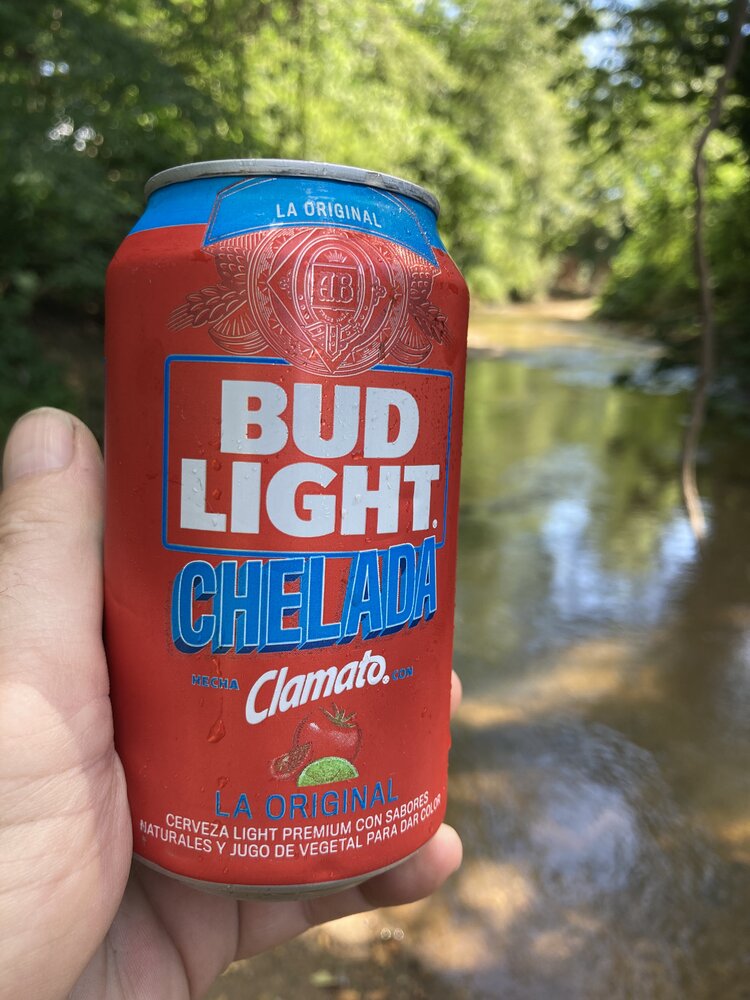 LA ORIGINAL
AB
BUD
LIGHT.
CHELADA
HECHA Clamato® CON
LA ORIGINAL
CERVEZA LIGHT PREMIUM CON SABORES
NATURALES Y JUGO DE VEGETAL PARA DAR COLOR